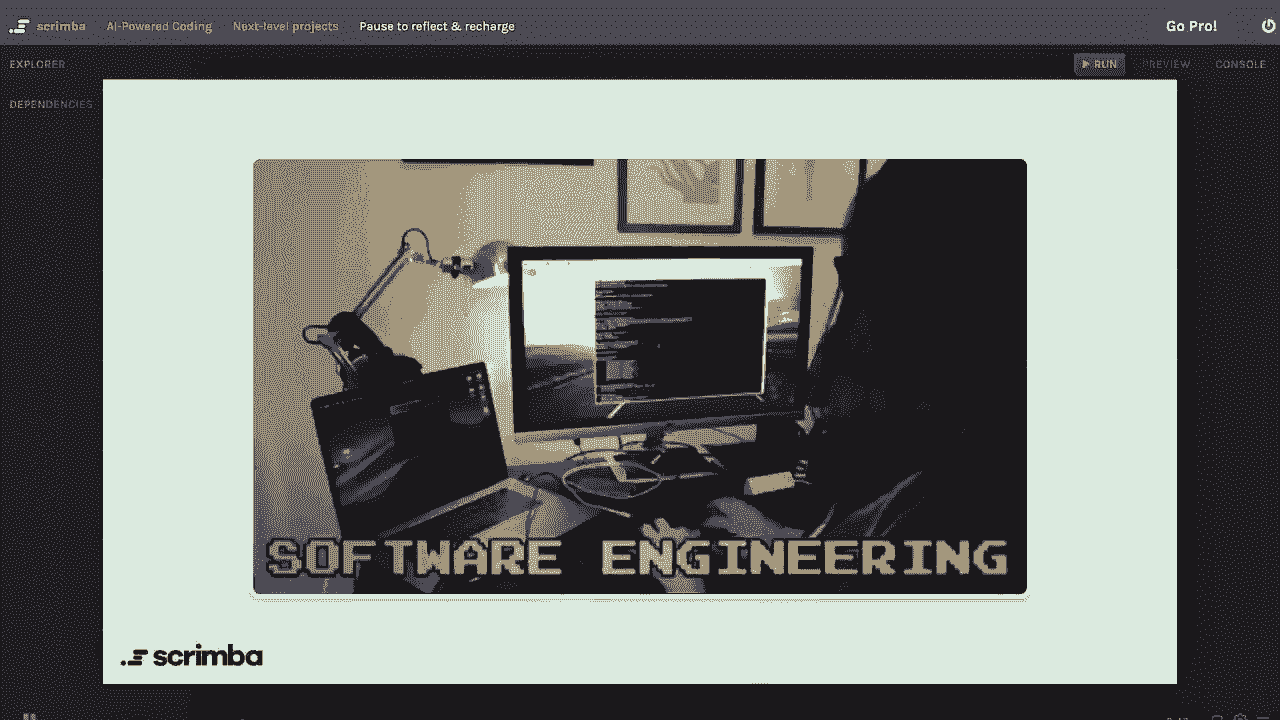 scrimba AI-Powered Coding Next-level projects Pause to reflect & recharge Go Pro!
EXPLORER RUN PREVIEW CONSOLE
DEPENDENCIES
SOFTWARE ENGINEERING
scrimba